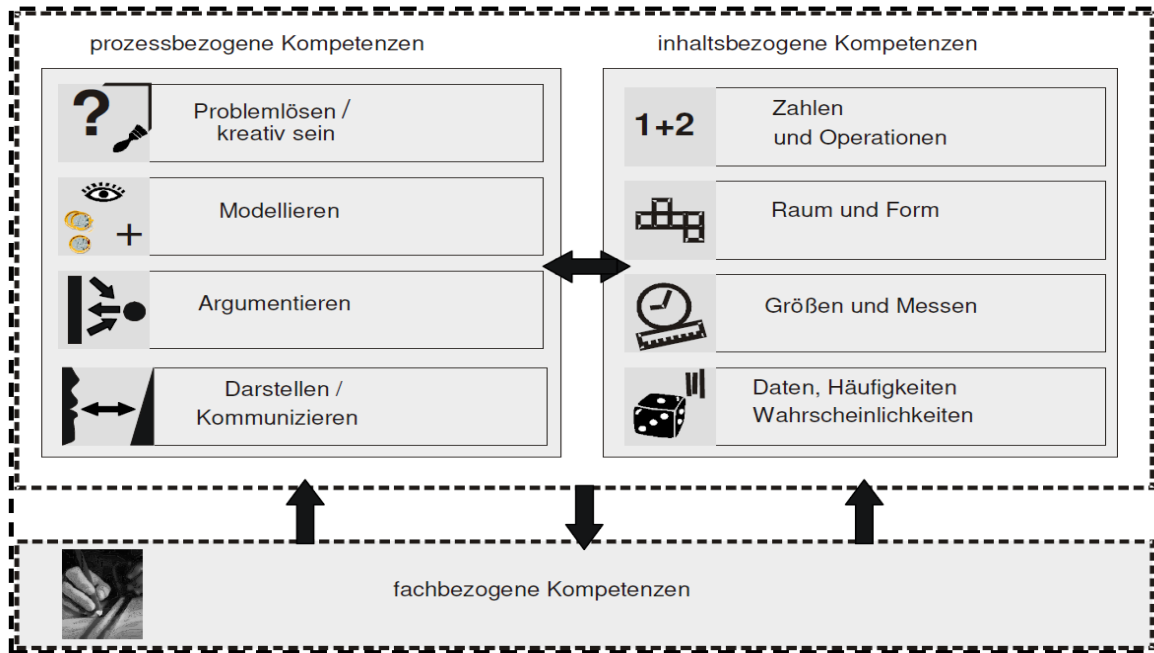 prozessbezogene Kompetenzen
?
Problemlösen /
kreativ sein
+
Modellieren
Argumentieren
Darstellen /
Kommunizieren
inhaltsbezogene Kompetenzen
1+2
Zahlen
und Operationen
Raum und Form
Größen und Messen
Daten, Häufigkeiten
Wahrscheinlichkeiten
fachbezogene Kompetenzen